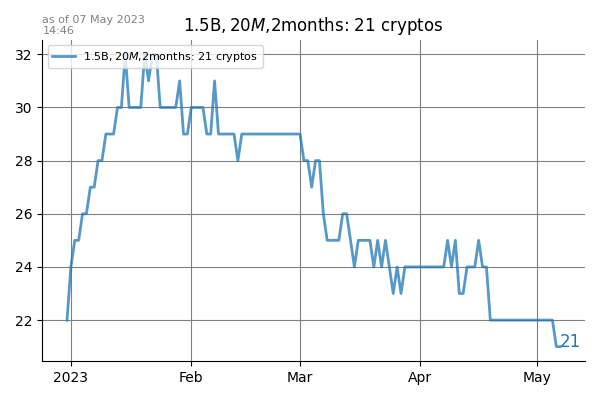 as of 07 May 2023
14:46
1.5B, 20M,2months: 21 cryptos
1.5B, 20M,2months: 21 cryptos
32
30
28
26
24
22
21
2023
Feb
Mar
Apr
May